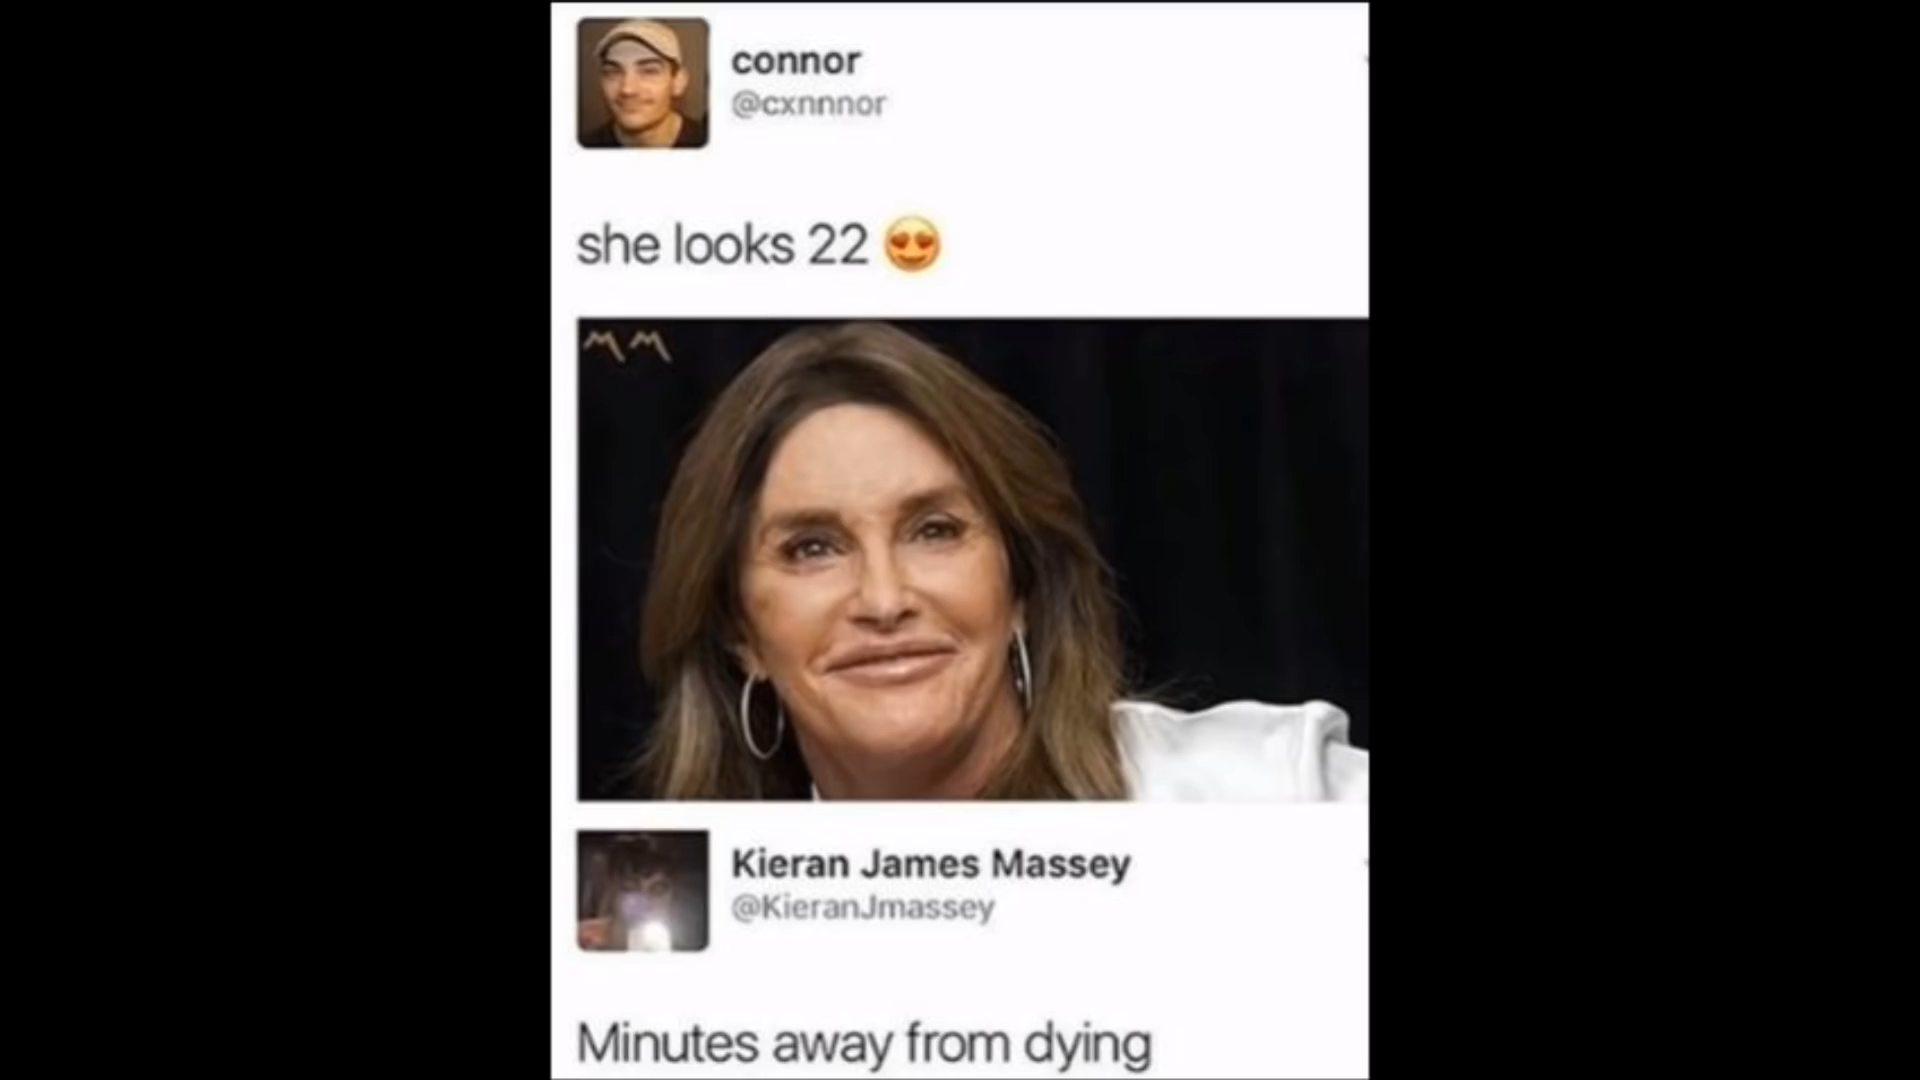 connor
@cxnnnor
she looks 22 😍
Kieran James Massey
@KieranJmassey
Minutes away from dying